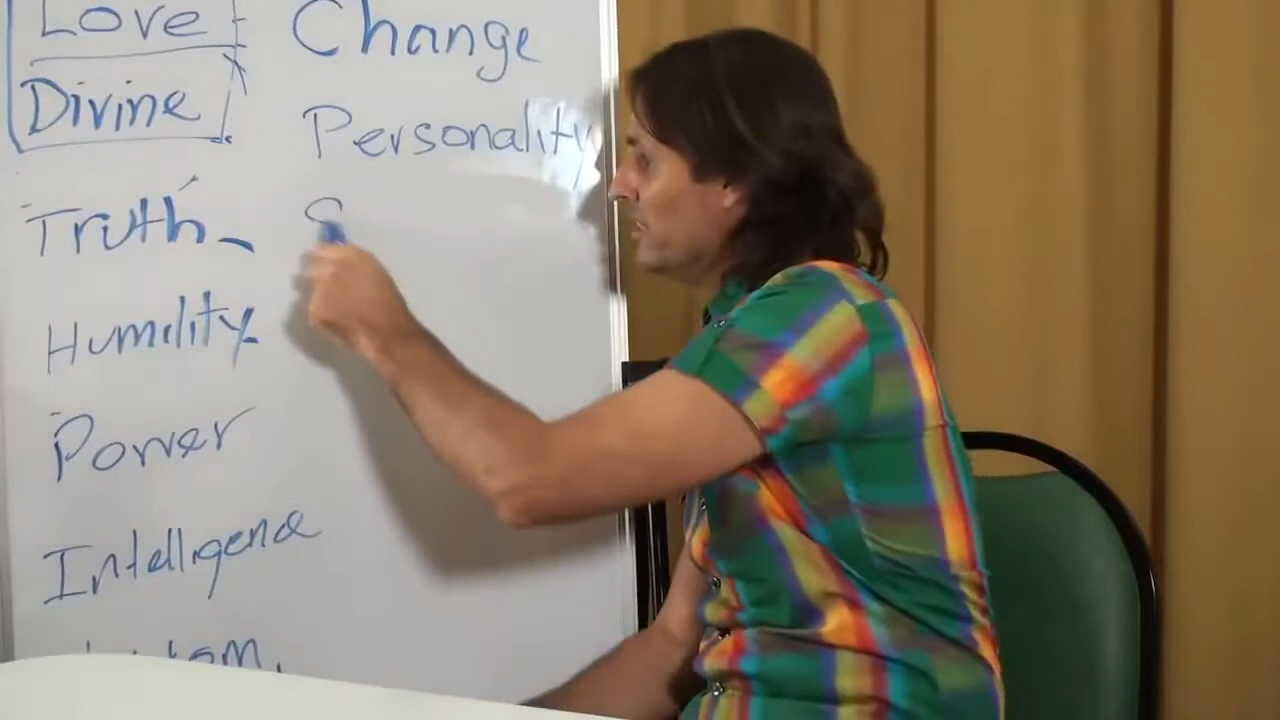 Love
Divine
Truth -
Humility
Power
Intelligence
Change
Personality